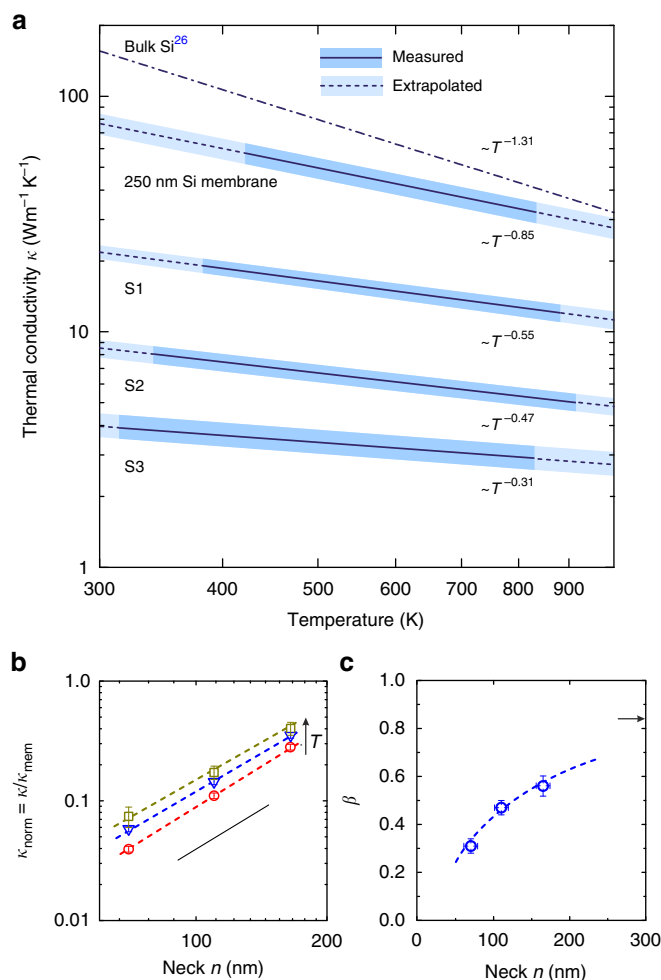 a
Bulk Si26
Measured
Extrapolated
100
~T−1.31
250 nm Si membrane
~T−0.85
Thermal conductivity κ (Wm−1 K−1)
S1
10
~T−0.55
S2
~T−0.47
S3
~T−0.31
1
300 400 500 600 700 800 900
Temperature (K)
b
1.0
T
κnorm = κ/κmem
0.1
0.01
100 200
Neck n (nm)
c
1.0
0.8
0.6
β
0.4
0.2
0.0
0 100 200 300
Neck n (nm)